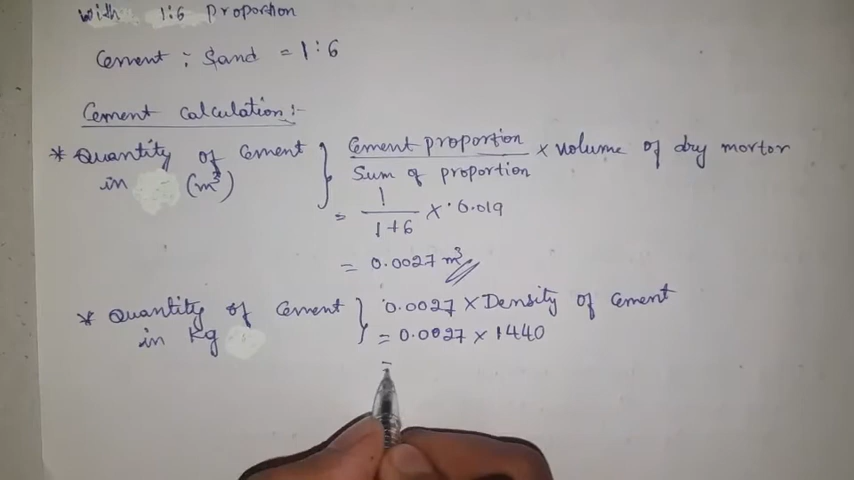 With 1:6 proportion
Cement : Sand = 1:6
Cement calculation:-
* Quantity of Cement in (m³) } Cement proportion / Sum of proportion × volume of dry mortor
= 1 / 1+6 × 0.019
= 0.0027 m³
* Quantity of Cement in Kg } 0.0027 × Density of Cement
= 0.0027 × 1440
=